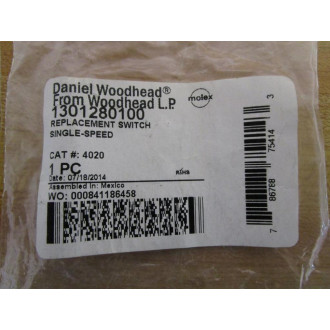 Daniel Woodhead®
From Woodhead L.P.
molex
1301280100
REPLACEMENT SWITCH
SINGLE-SPEED
CAT #: 4020
1 PC
Date: 07/18/2014
Assembled in: Mexico
WO: 000841186458
RoHS
7 86788 75414 3